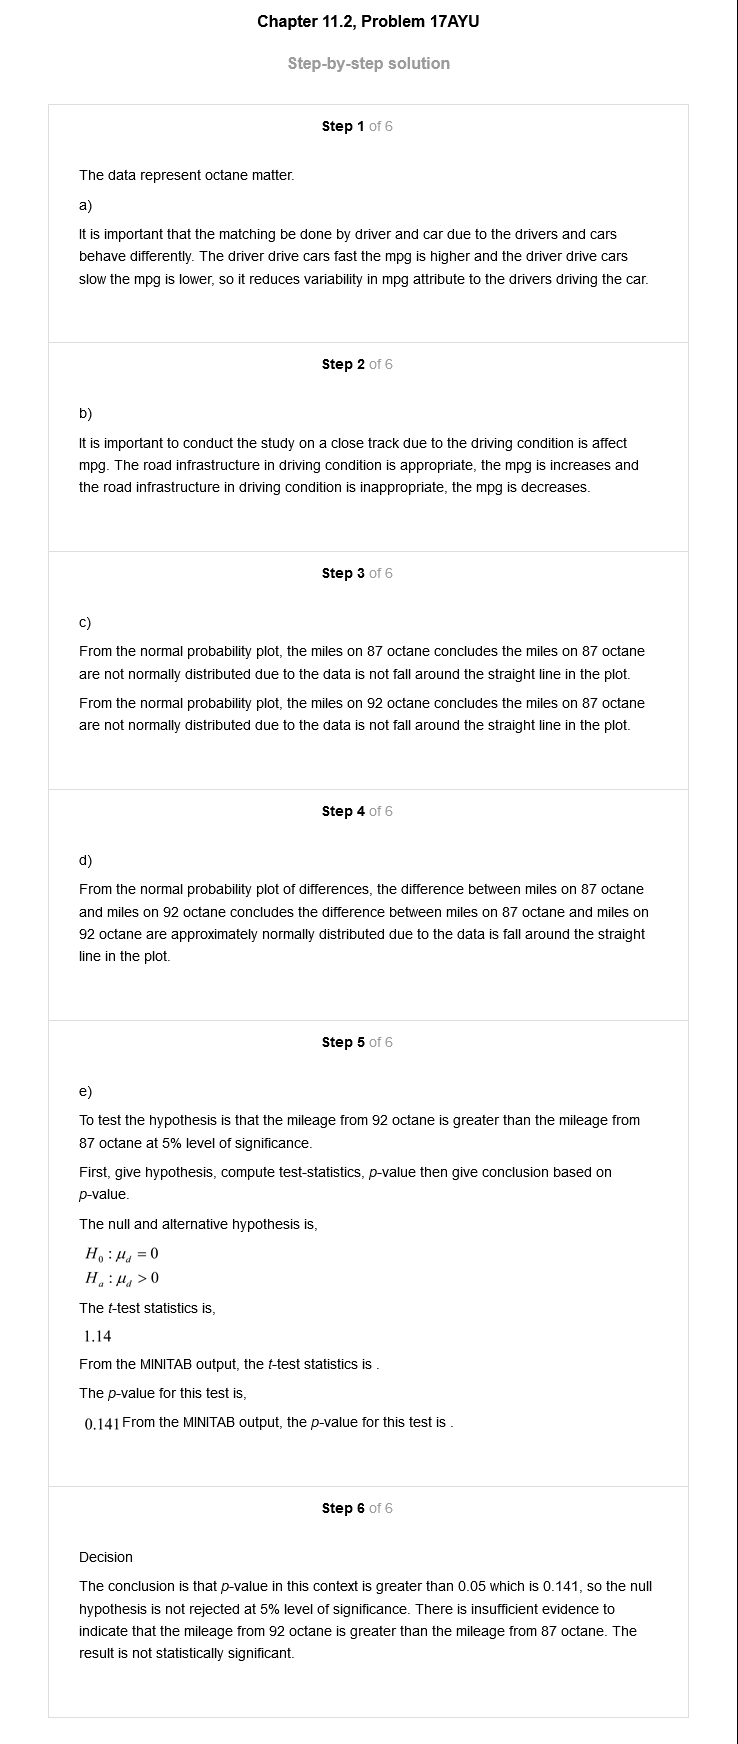 Chapter 11.2, Problem 17AYU
Step-by-step solution
Step 1 of 6
The data represent octane matter.
a)
It is important that the matching be done by driver and car due to the drivers and cars
behave differently. The driver drive cars fast the mpg is higher and the driver drive cars
slow the mpg is lower, so it reduces variability in mpg attribute to the drivers driving the car.
Step 2 of 6
b)
It is important to conduct the study on a close track due to the driving condition is affect
mpg. The road infrastructure in driving condition is appropriate, the mpg is increases and
the road infrastructure in driving condition is inappropriate, the mpg is decreases.
Step 3 of 6
c)
From the normal probability plot, the miles on 87 octane concludes the miles on 87 octane
are not normally distributed due to the data is not fall around the straight line in the plot.
From the normal probability plot, the miles on 92 octane concludes the miles on 87 octane
are not normally distributed due to the data is not fall around the straight line in the plot.
Step 4 of 6
d)
From the normal probability plot of differences, the difference between miles on 87 octane
and miles on 92 octane concludes the difference between miles on 87 octane and miles on
92 octane are approximately normally distributed due to the data is fall around the straight
line in the plot.
Step 5 of 6
e)
To test the hypothesis is that the mileage from 92 octane is greater than the mileage from
87 octane at 5% level of significance.
First, give hypothesis, compute test-statistics, p-value then give conclusion based on
p-value.
The null and alternative hypothesis is,
H₀ : μ_d = 0
H_a : μ_d > 0
The t-test statistics is,
1.14
From the MINITAB output, the t-test statistics is .
The p-value for this test is,
0.141 From the MINITAB output, the p-value for this test is .
Step 6 of 6
Decision
The conclusion is that p-value in this context is greater than 0.05 which is 0.141, so the null
hypothesis is not rejected at 5% level of significance. There is insufficient evidence to
indicate that the mileage from 92 octane is greater than the mileage from 87 octane. The
result is not statistically significant.